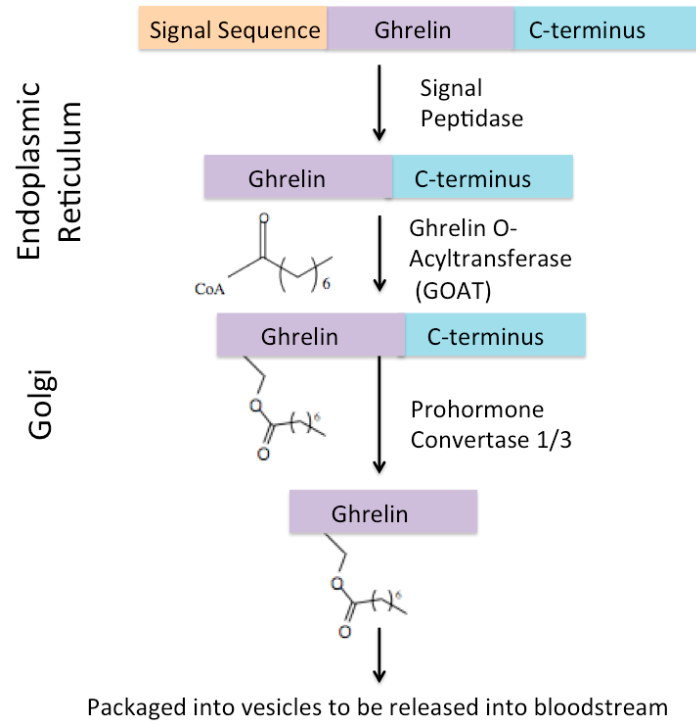 Signal Sequence Ghrelin C-terminus
Signal
Peptidase
Endoplasmic
Reticulum
Ghrelin C-terminus
Ghrelin O-
Acyltransferase
(GOAT)
O
CoA
6
Ghrelin C-terminus
Golgi
O
6
O
Prohormone
Convertase 1/3
Ghrelin
O
6
O
Packaged into vesicles to be released into bloodstream